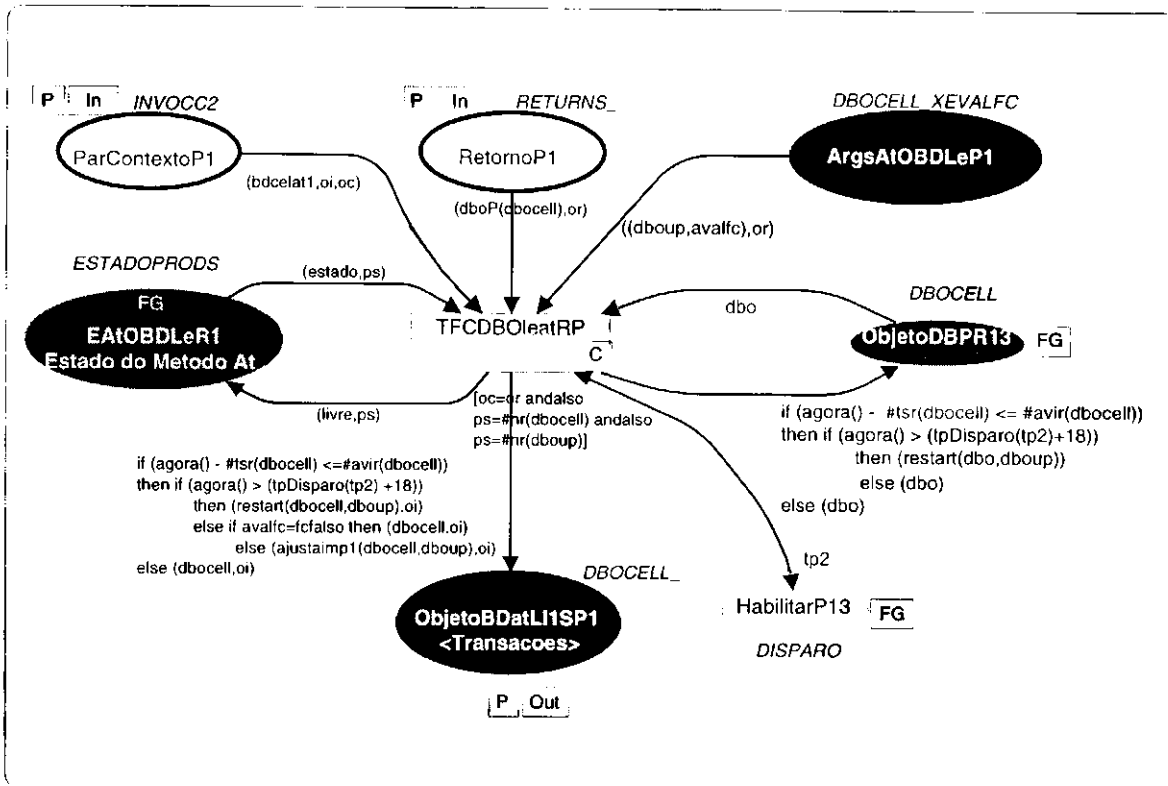 P In INVOCC2
P In RETURNS_
DBOCELL_XEVALFC
ParContextoP1
RetornoP1
ArgsAtOBDLeP1
(bdcelat1,oi,oc)
(dboP(dbocell),or)
((dboup,avalfc),or)
ESTADOPRODS
(estado,ps)
FG
EAtOBDLeR1
Estado do Metodo At
TFCDBOleatRP
C
dbo
DBOCELL
ObjetoDBPR13 FG
(livre,ps)
[oc=or andalso
ps=#nr(dbocell) andalso
ps=#nr(dboup)]
if (agora() - #tsr(dbocell) <= #avir(dbocell))
then if (agora() > (tpDisparo(tp2)+18))
then (restart(dbo,dboup))
else (dbo)
else (dbo)
if (agora() - #tsr(dbocell) <=#avir(dbocell))
then if (agora() > (tpDisparo(tp2) +18))
then (restart(dbocell,dboup).oi)
else if avalfc=fcfalso then (dbocell.oi)
else (ajustaimp1(dbocell,dboup),oi)
else (dbocell,oi)
tp2
DBOCELL_
ObjetoBDatLI1SP1
<Transacoes>
HabilitarP13 FG
DISPARO
P Out